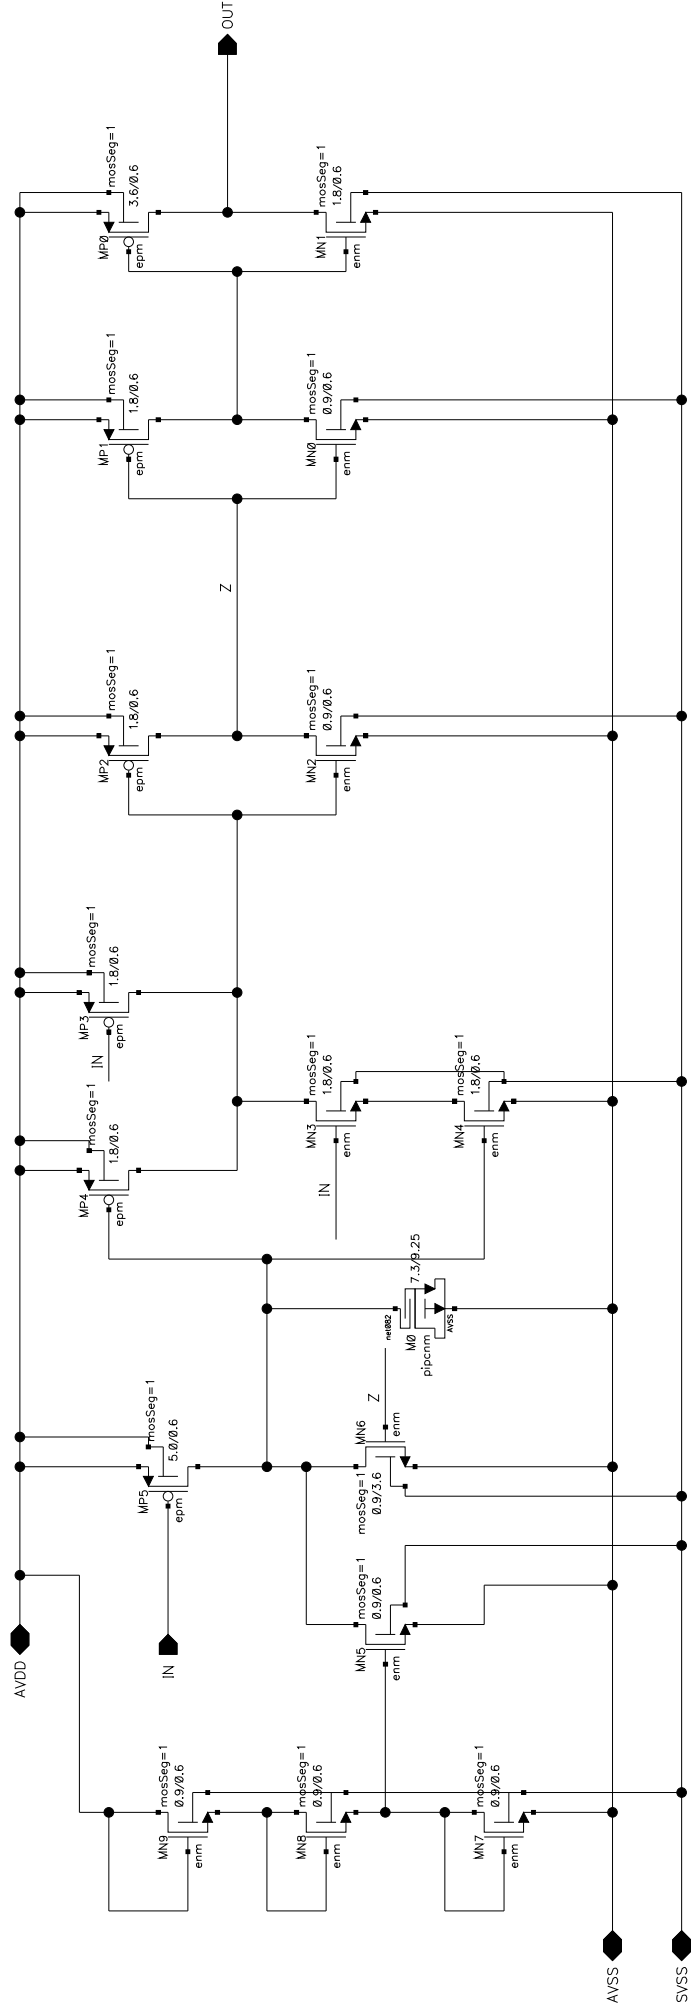 OUT
mosSeg=1
3.6/0.6
MP0
epm
mosSeg=1
1.8/0.6
MN1
enm
mosSeg=1
1.8/0.6
MP1
epm
mosSeg=1
0.9/0.6
MN0
enm
Z
mosSeg=1
1.8/0.6
MP2
epm
mosSeg=1
0.9/0.6
MN2
enm
mosSeg=1
1.8/0.6
MP3
epm
IN
mosSeg=1
1.8/0.6
MP4
epm
mosSeg=1
1.8/0.6
MN3
enm
IN
mosSeg=1
1.8/0.6
MN4
enm
7.3/9.25
net082
M0
AVSS
pipcnm
Z
mosSeg=1
5.0/0.6
MP5
epm
MN6
enm
mosSeg=1
0.9/3.6
mosSeg=1
0.9/0.6
MN5
enm
AVDD
IN
mosSeg=1
0.9/0.6
MN9
enm
mosSeg=1
0.9/0.6
MN8
enm
mosSeg=1
0.9/0.6
MN7
enm
AVSS
SVSS